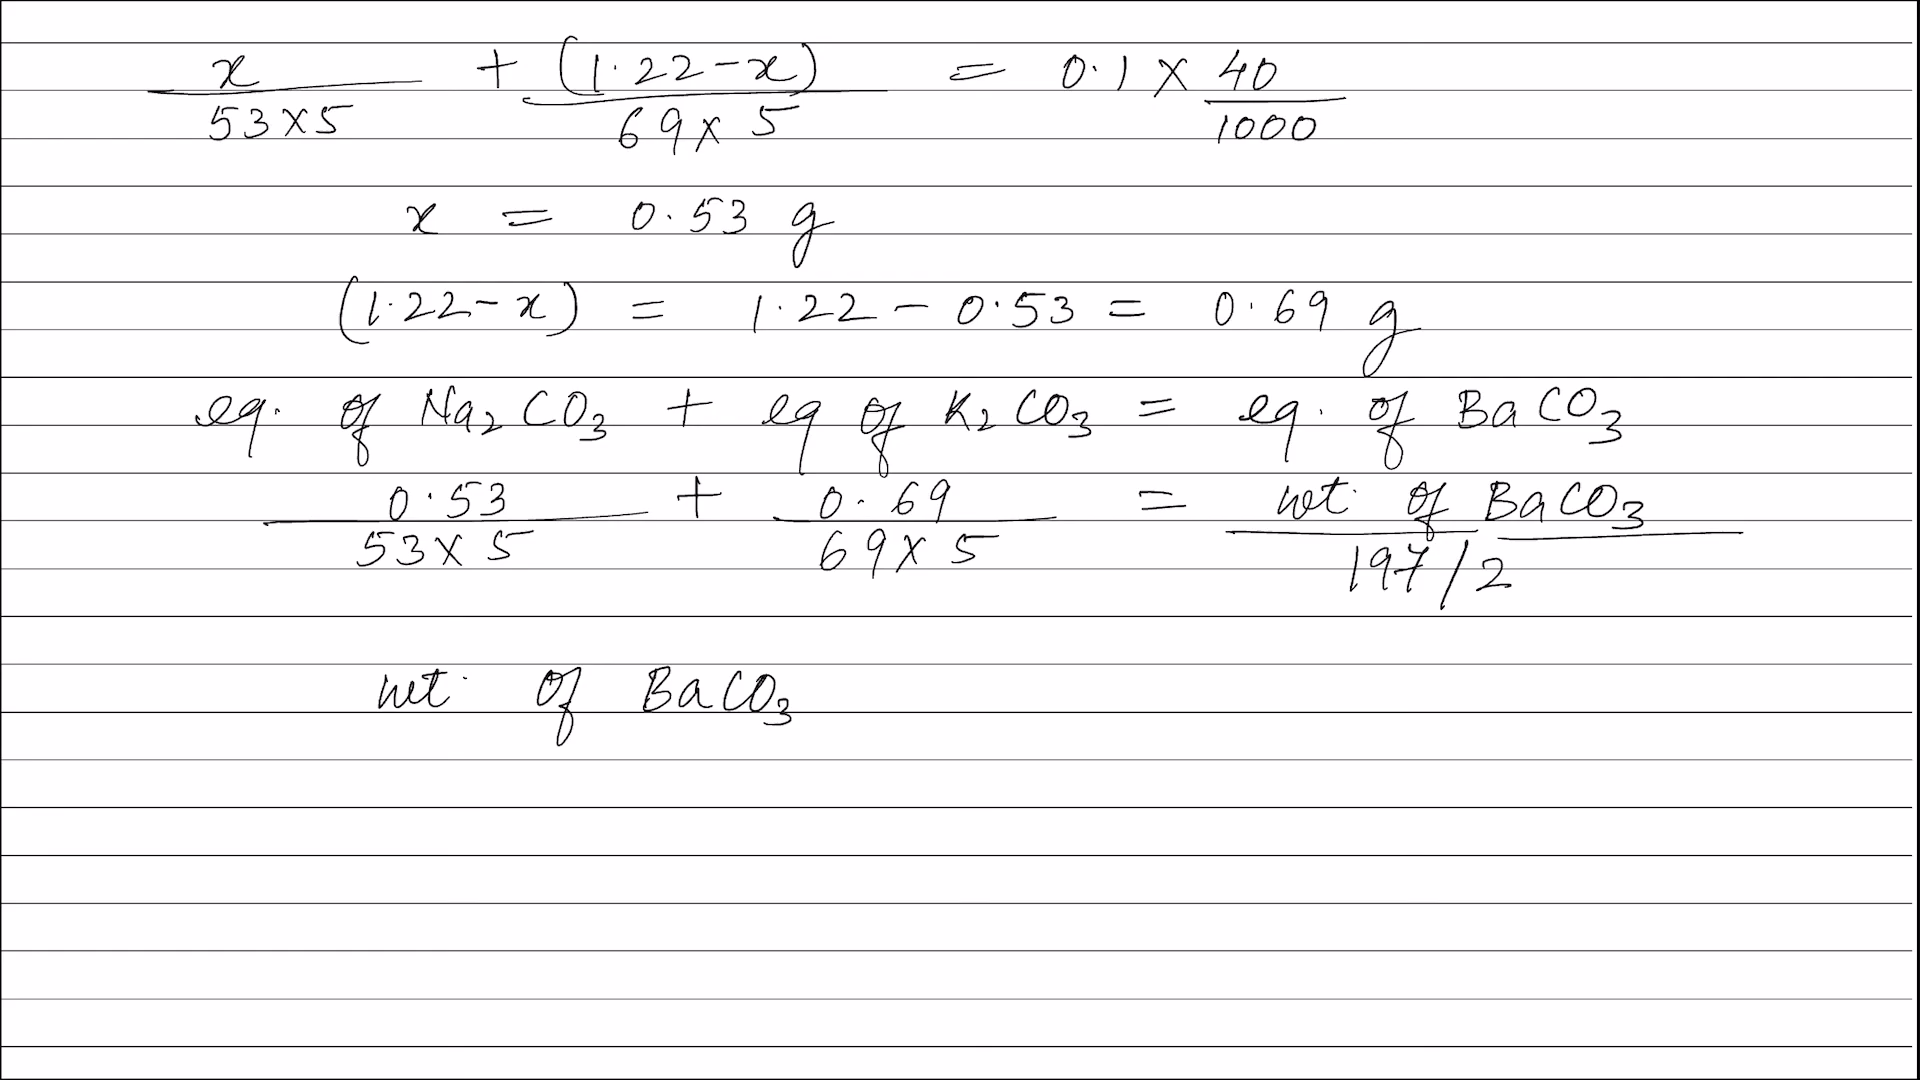 x + (1.22-x) = 0.1 × 40
53×5 69×5 1000
x = 0.53 g
(1.22-x) = 1.22 - 0.53 = 0.69 g
eq. of Na₂CO₃ + eq of K₂CO₃ = eq. of BaCO₃
0.53 + 0.69 = wt. of BaCO₃
53×5 69×5 197/2
wt. of BaCO₃